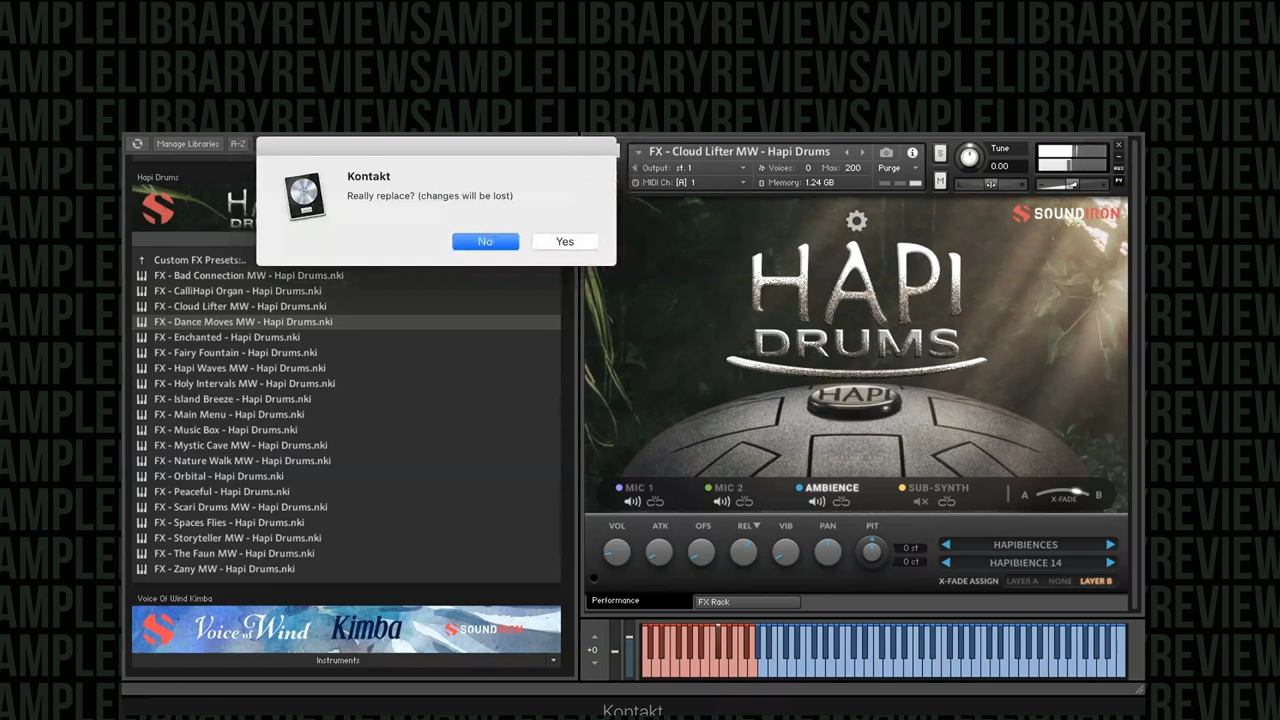 AMPLELIBRARYREVIEWSAMPLELIBRARYREVIEWSAMPLELIBRARYREVIEWS
Manage Libraries A-Z
Hapi Drums
Custom FX Presets:..
FX - Bad Connection MW - Hapi Drums.nki
FX - CalliHapi Organ - Hapi Drums.nki
FX - Cloud Lifter MW - Hapi Drums.nki
FX - Dance Moves MW - Hapi Drums.nki
FX - Enchanted - Hapi Drums.nki
FX - Fairy Fountain - Hapi Drums.nki
FX - Hapi Waves MW - Hapi Drums.nki
FX - Holy Intervals MW - Hapi Drums.nki
FX - Island Breeze - Hapi Drums.nki
FX - Main Menu - Hapi Drums.nki
FX - Music Box - Hapi Drums.nki
FX - Mystic Cave MW - Hapi Drums.nki
FX - Nature Walk MW - Hapi Drums.nki
FX - Orbital - Hapi Drums.nki
FX - Peaceful - Hapi Drums.nki
FX - Scari Drums MW - Hapi Drums.nki
FX - Spaces Flies - Hapi Drums.nki
FX - Storyteller MW - Hapi Drums.nki
FX - The Faun MW - Hapi Drums.nki
FX - Zany MW - Hapi Drums.nki
Voice Of Wind Kimba
Voice of Wind Kimba SOUNDIRON
Instruments
Kontakt
Really replace? (changes will be lost)
No Yes
FX - Cloud Lifter MW - Hapi Drums
Output: st.1 Voices: 0 Max: 200 Purge
MIDI Ch: [A] 1 Memory: 1.24 GB
S
M
Tune
0.00
AUX
PV
SOUNDIRON
HAPI
DRUMS
HAPI
MIC 1 MIC 2 AMBIENCE SUB-SYNTH A X-FADE B
VOL ATK OFS REL VIB PAN PIT
0 st
0 ct
HAPIBIENCES
HAPIBIENCE 14
X-FADE ASSIGN LAYER A NONE LAYER B
Performance FX Rack
+0
Kontakt